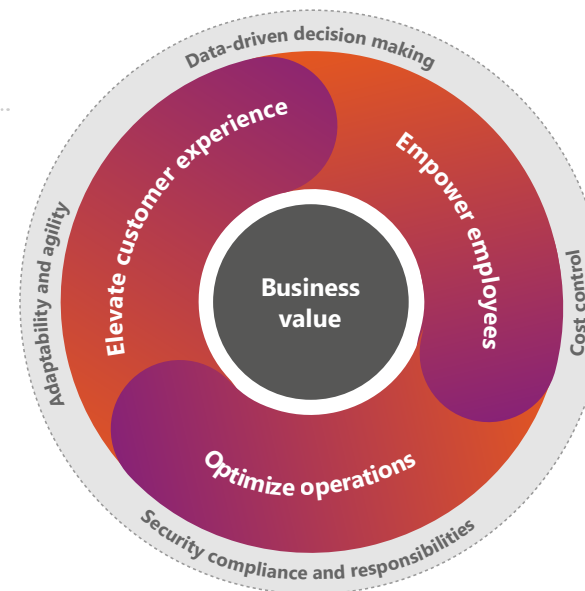 Data-driven decision making
Elevate customer experience
Empower employees
Adaptability and agility
Business
value
Cost control
Optimize operations
Security compliance and responsibilities